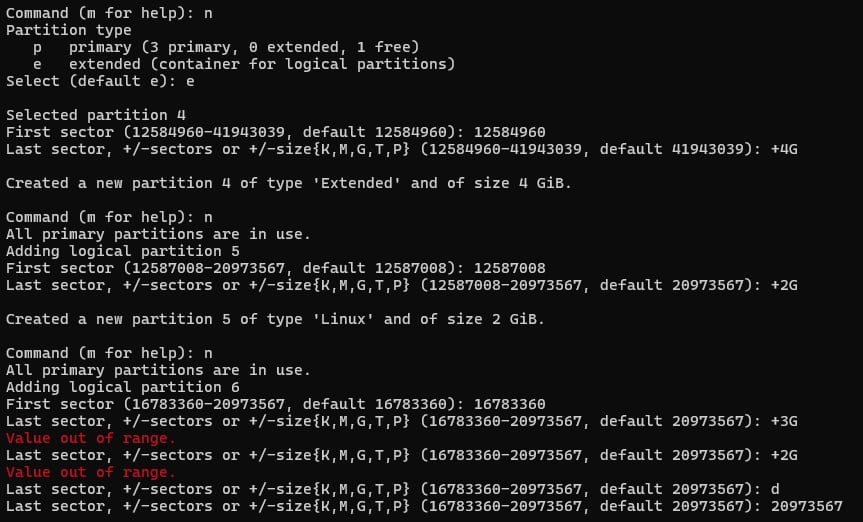 Command (m for help): n
Partition type
   p   primary (3 primary, 0 extended, 1 free)
   e   extended (container for logical partitions)
Select (default e): e

Selected partition 4
First sector (12584960-41943039, default 12584960): 12584960
Last sector, +/-sectors or +/-size{K,M,G,T,P} (12584960-41943039, default 41943039): +4G

Created a new partition 4 of type 'Extended' and of size 4 GiB.

Command (m for help): n
All primary partitions are in use.
Adding logical partition 5
First sector (12587008-20973567, default 12587008): 12587008
Last sector, +/-sectors or +/-size{K,M,G,T,P} (12587008-20973567, default 20973567): +2G

Created a new partition 5 of type 'Linux' and of size 2 GiB.

Command (m for help): n
All primary partitions are in use.
Adding logical partition 6
First sector (16783360-20973567, default 16783360): 16783360
Last sector, +/-sectors or +/-size{K,M,G,T,P} (16783360-20973567, default 20973567): +3G
Value out of range.
Last sector, +/-sectors or +/-size{K,M,G,T,P} (16783360-20973567, default 20973567): +2G
Value out of range.
Last sector, +/-sectors or +/-size{K,M,G,T,P} (16783360-20973567, default 20973567): d
Last sector, +/-sectors or +/-size{K,M,G,T,P} (16783360-20973567, default 20973567): 20973567